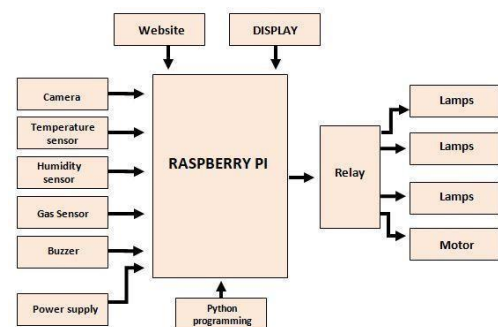 Website
DISPLAY
Camera
Temperature
sensor
Humidity
sensor
Gas Sensor
Buzzer
Power supply
RASPBERRY PI
Python
programming
Relay
Lamps
Lamps
Lamps
Motor